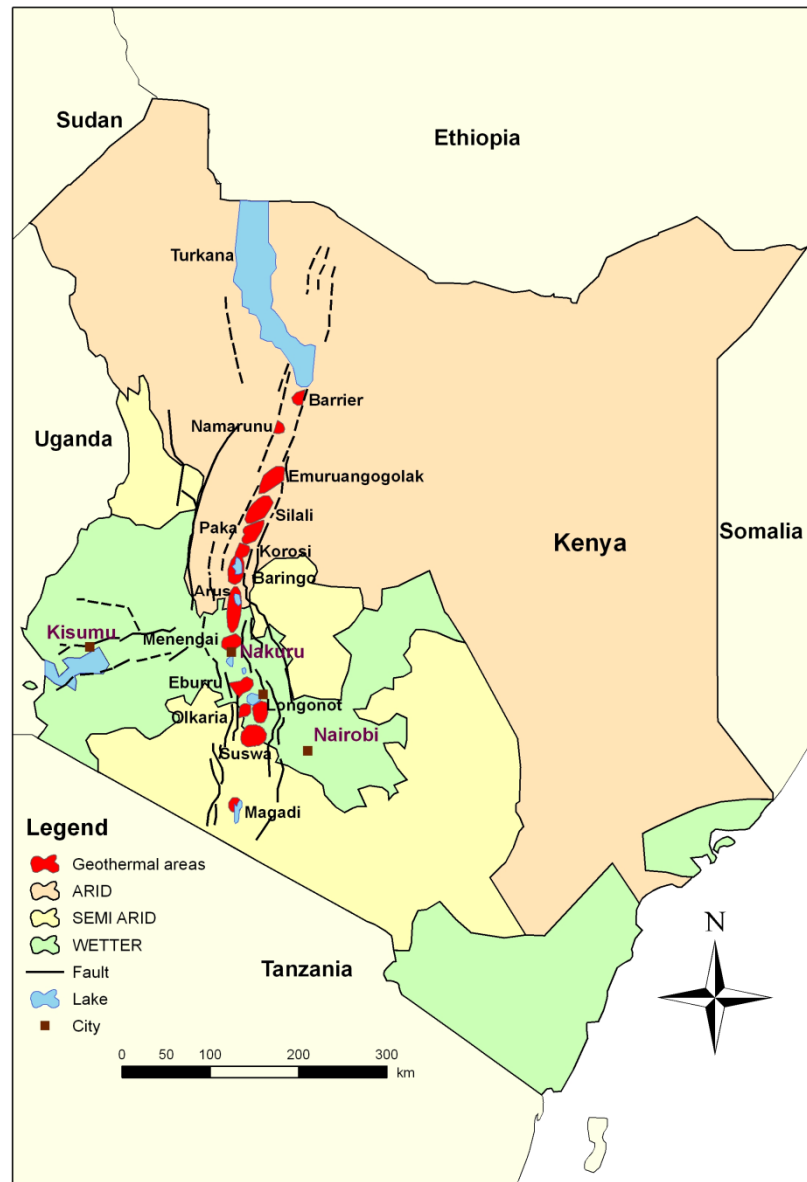 Sudan
Ethiopia
Turkana
Barrier
Namarunu
Uganda
Emuruangogolak
Silali
Paka
Kenya
Somalia
Korosi
Baringo
Arus
Kisumu
Menengai
Nakuru
Eburru
Longonot
Olkaria
Nairobi
Suswa
Magadi
Legend
Geothermal areas
ARID
SEMI ARID
WETTER
Fault
Lake
City
Tanzania
N
0 50 100 200 300
km